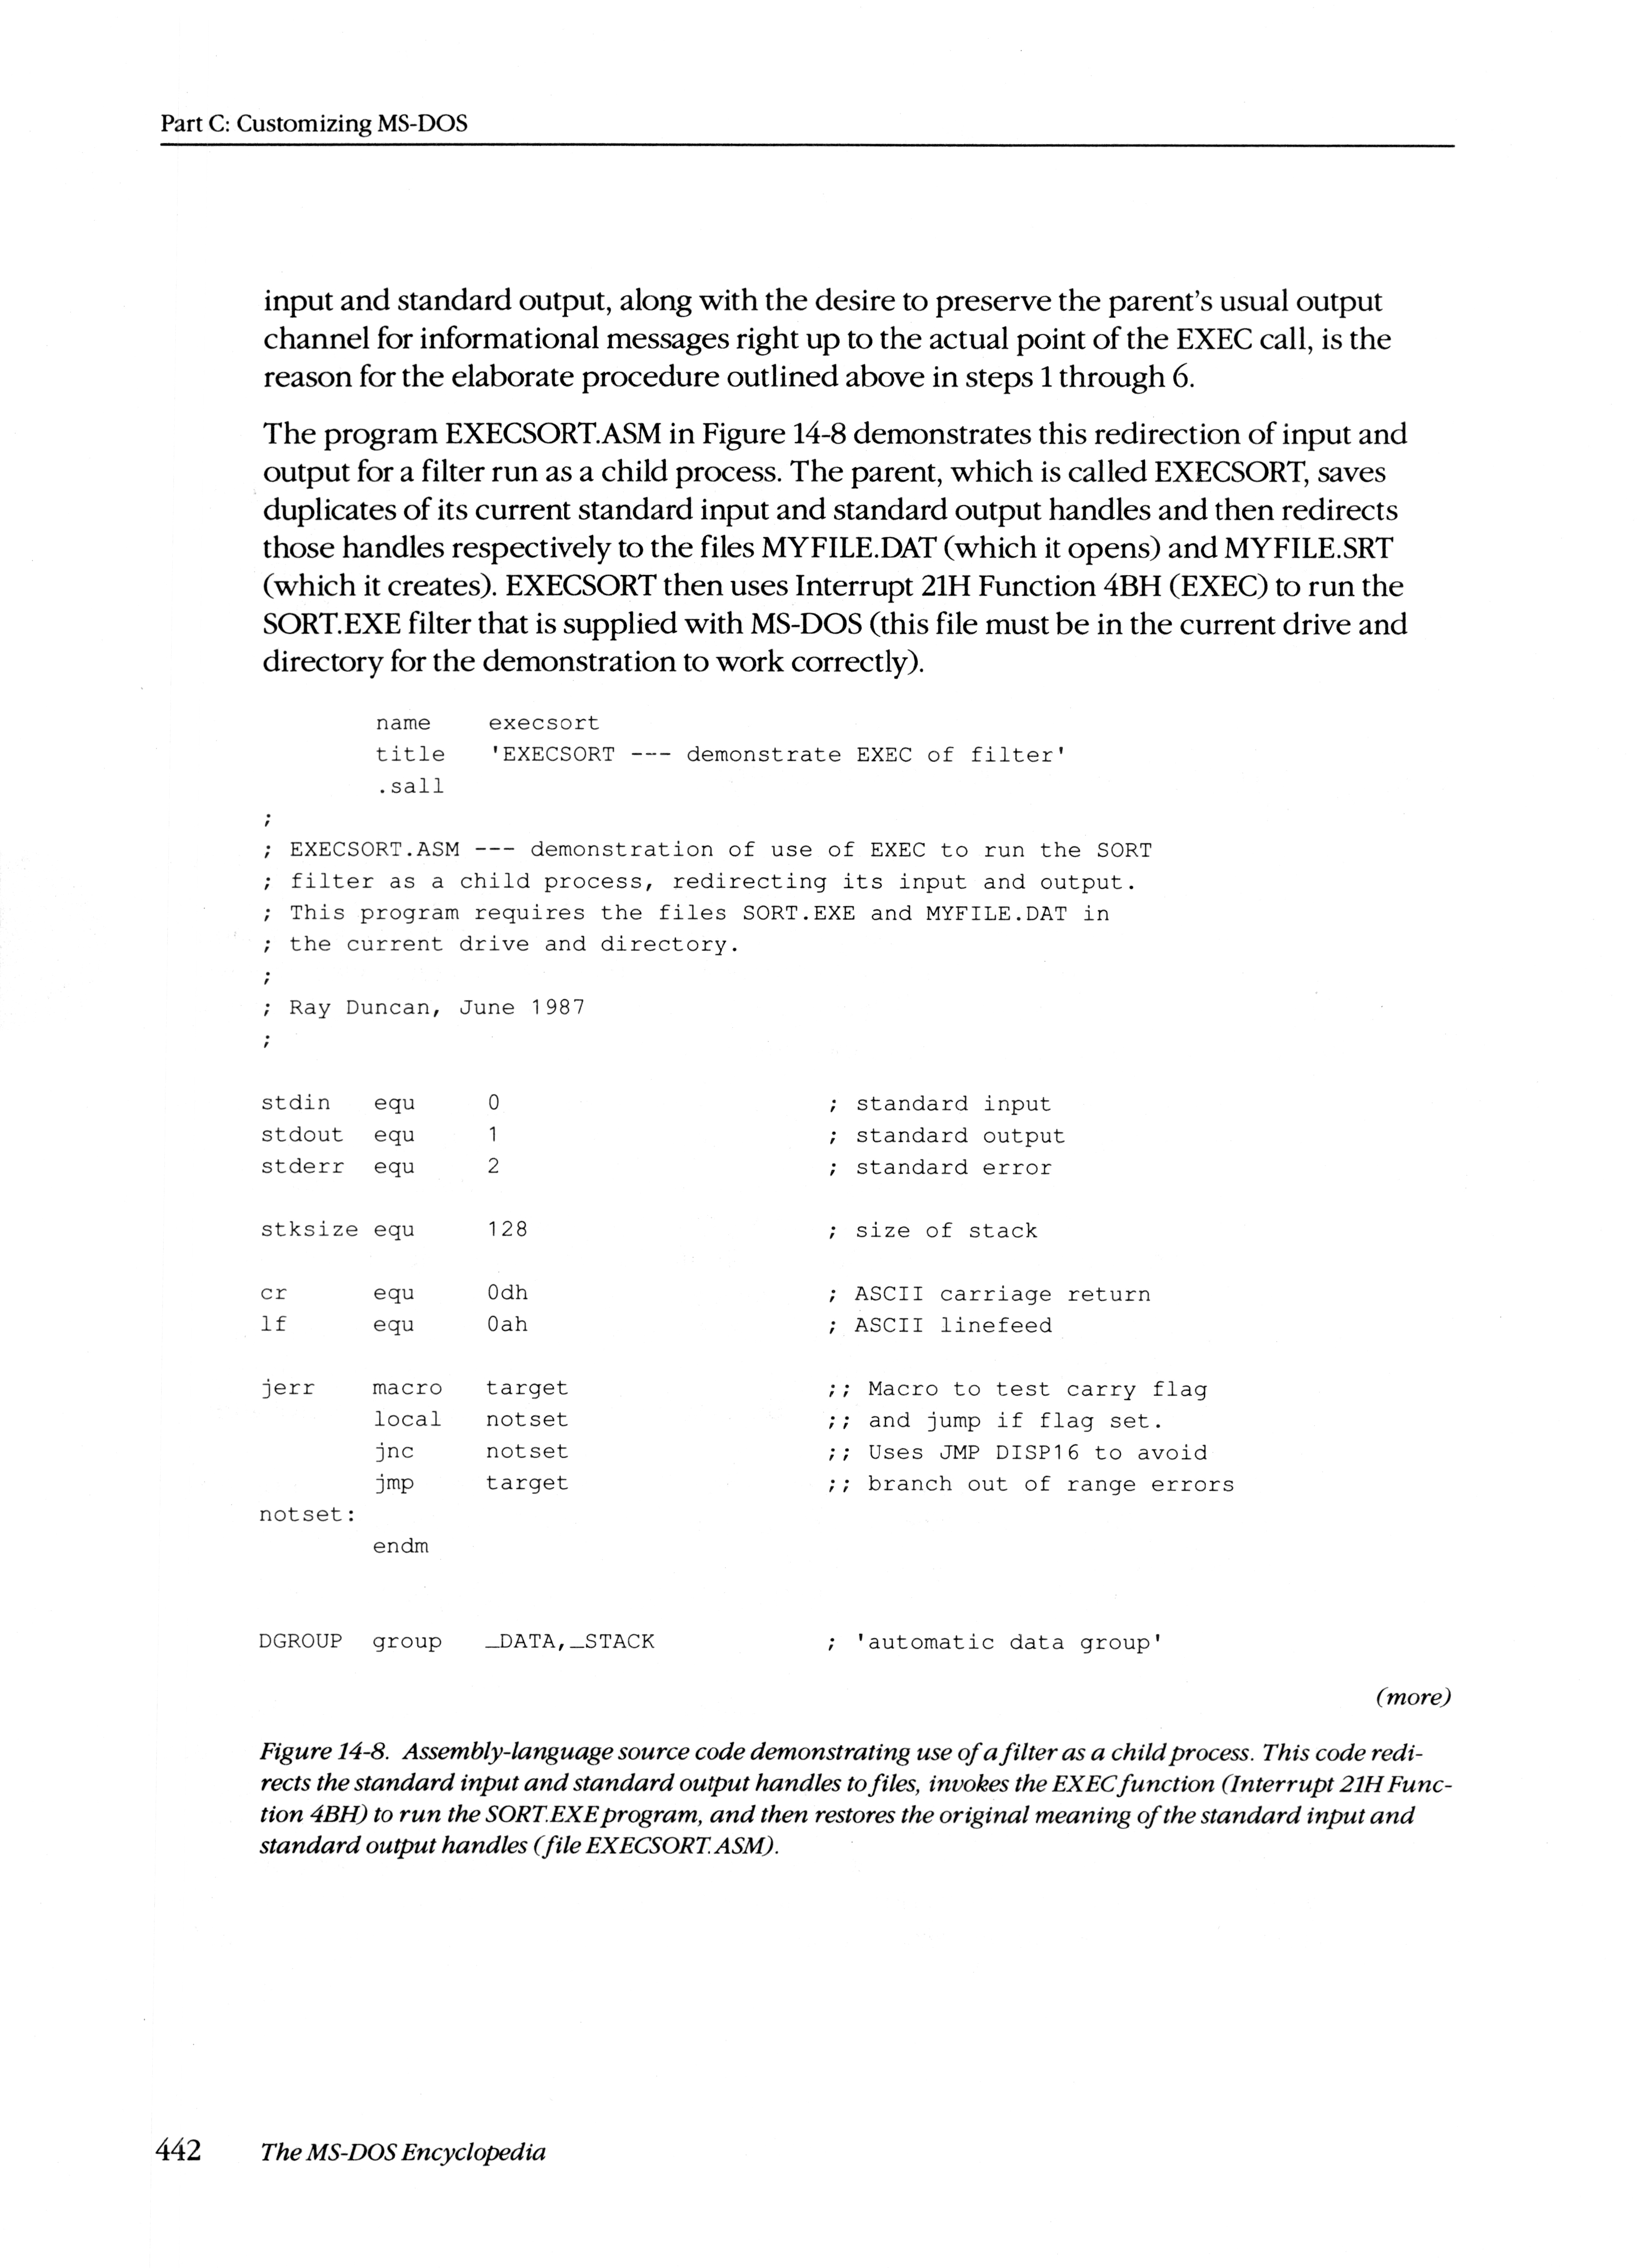 Part C: Customizing MS-DOS
input and standard output, along with the desire to preserve the parent's usual output
channel for informational messages right up to the actual point of the EXEC call, is the
reason for the elaborate procedure outlined above in steps 1 through 6.
The program EXECSORT.ASM in Figure 14-8 demonstrates this redirection of input and
output for a filter run as a child process. The parent, which is called EXECSORT, saves
duplicates of its current standard input and standard output handles and then redirects
those handles respectively to the files MYFILE.DAT (which it opens) and MYFILE.SRT
(which it creates). EXECSORT then uses Interrupt 21H Function 4BH (EXEC) to run the
SORT.EXE filter that is supplied with MS-DOS (this file must be in the current drive and
directory for the demonstration to work correctly).
        name    execsort
        title   'EXECSORT --- demonstrate EXEC of filter'
        .sall
;
; EXECSORT.ASM --- demonstration of use of EXEC to run the SORT
; filter as a child process, redirecting its input and output.
; This program requires the files SORT.EXE and MYFILE.DAT in
; the current drive and directory.
;
; Ray Duncan, June 1987
;
stdin   equ     0                       ; standard input
stdout  equ     1                       ; standard output
stderr  equ     2                       ; standard error
stksize equ     128                     ; size of stack
cr      equ     0dh                     ; ASCII carriage return
lf      equ     0ah                     ; ASCII linefeed
jerr    macro   target                  ;; Macro to test carry flag
        local   notset                  ;; and jump if flag set.
        jnc     notset                  ;; Uses JMP DISP16 to avoid
        jmp     target                  ;; branch out of range errors
notset:
        endm
DGROUP  group   _DATA,_STACK            ; 'automatic data group'
(more)
Figure 14-8. Assembly-language source code demonstrating use of a filter as a child process. This code redi-
rects the standard input and standard output handles to files, invokes the EXEC function (Interrupt 21H Func-
tion 4BH) to run the SORT.EXE program, and then restores the original meaning of the standard input and
standard output handles (file EXECSORT.ASM).
442 The MS-DOS Encyclopedia